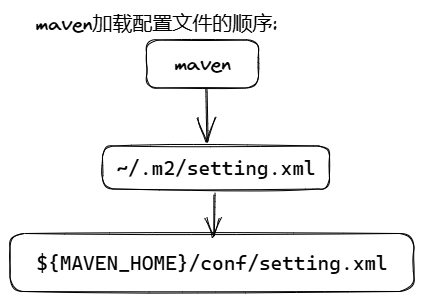 maven加载配置文件的顺序:
maven
~/.m2/setting.xml
${MAVEN_HOME}/conf/setting.xml